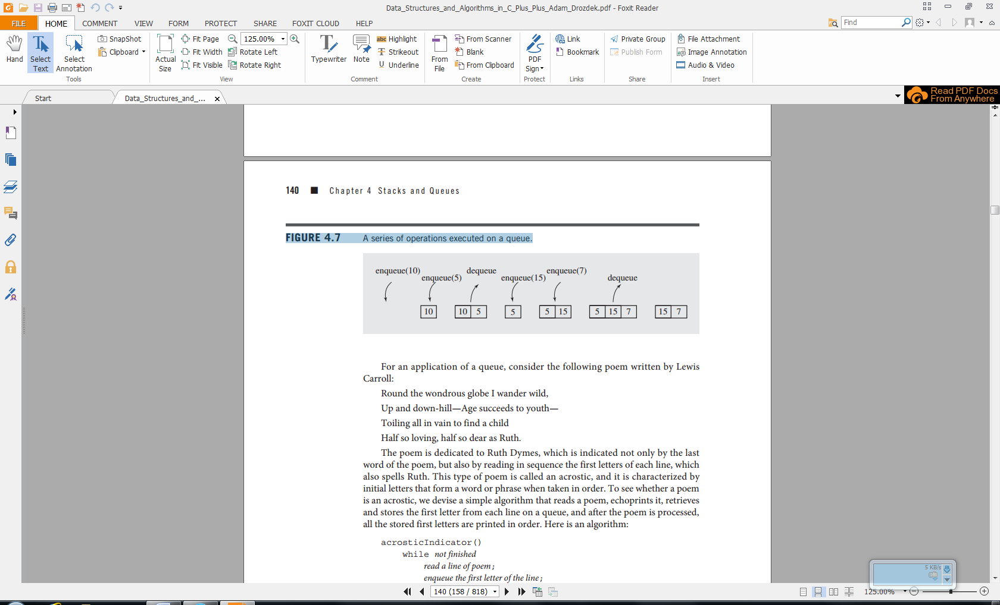 Data_Structures_and_Algorithms_in_C_Plus_Plus_Adam_Drozdek.pdf - Foxit Reader
FILE HOME COMMENT VIEW FORM PROTECT SHARE FOXIT CLOUD HELP Find
Hand
Select Text
Select Annotation
SnapShot
Clipboard
Tools
Actual Size
Fit Page
Fit Width
Fit Visible
125.00%
Rotate Left
Rotate Right
View
Typewriter
Note
abc Highlight
Strikeout
Underline
Comment
From File
From Scanner
Blank
From Clipboard
Create
PDF Sign
Protect
Link
Bookmark
Links
Private Group
Publish Form
Share
File Attachment
Image Annotation
Audio & Video
Insert
Start
Data_Structures_and_...
Read PDF Docs
From Anywhere
140 ■ Chapter 4 Stacks and Queues
FIGURE 4.7 A series of operations executed on a queue.
enqueue(10) enqueue(5) dequeue enqueue(15) enqueue(7) dequeue
10 10 5 5 5 15 5 15 7 15 7
For an application of a queue, consider the following poem written by Lewis
Carroll:
Round the wondrous globe I wander wild,
Up and down-hill—Age succeeds to youth—
Toiling all in vain to find a child
Half so loving, half so dear as Ruth.
The poem is dedicated to Ruth Dymes, which is indicated not only by the last
word of the poem, but also by reading in sequence the first letters of each line, which
also spells Ruth. This type of poem is called an acrostic, and it is characterized by
initial letters that form a word or phrase when taken in order. To see whether a poem
is an acrostic, we devise a simple algorithm that reads a poem, echoprints it, retrieves
and stores the first letter from each line on a queue, and after the poem is processed,
all the stored first letters are printed in order. Here is an algorithm:
acrosticIndicator()
while not finished
read a line of poem;
enqueue the first letter of the line;
5 KB/s
140 (158 / 818)
125.00%